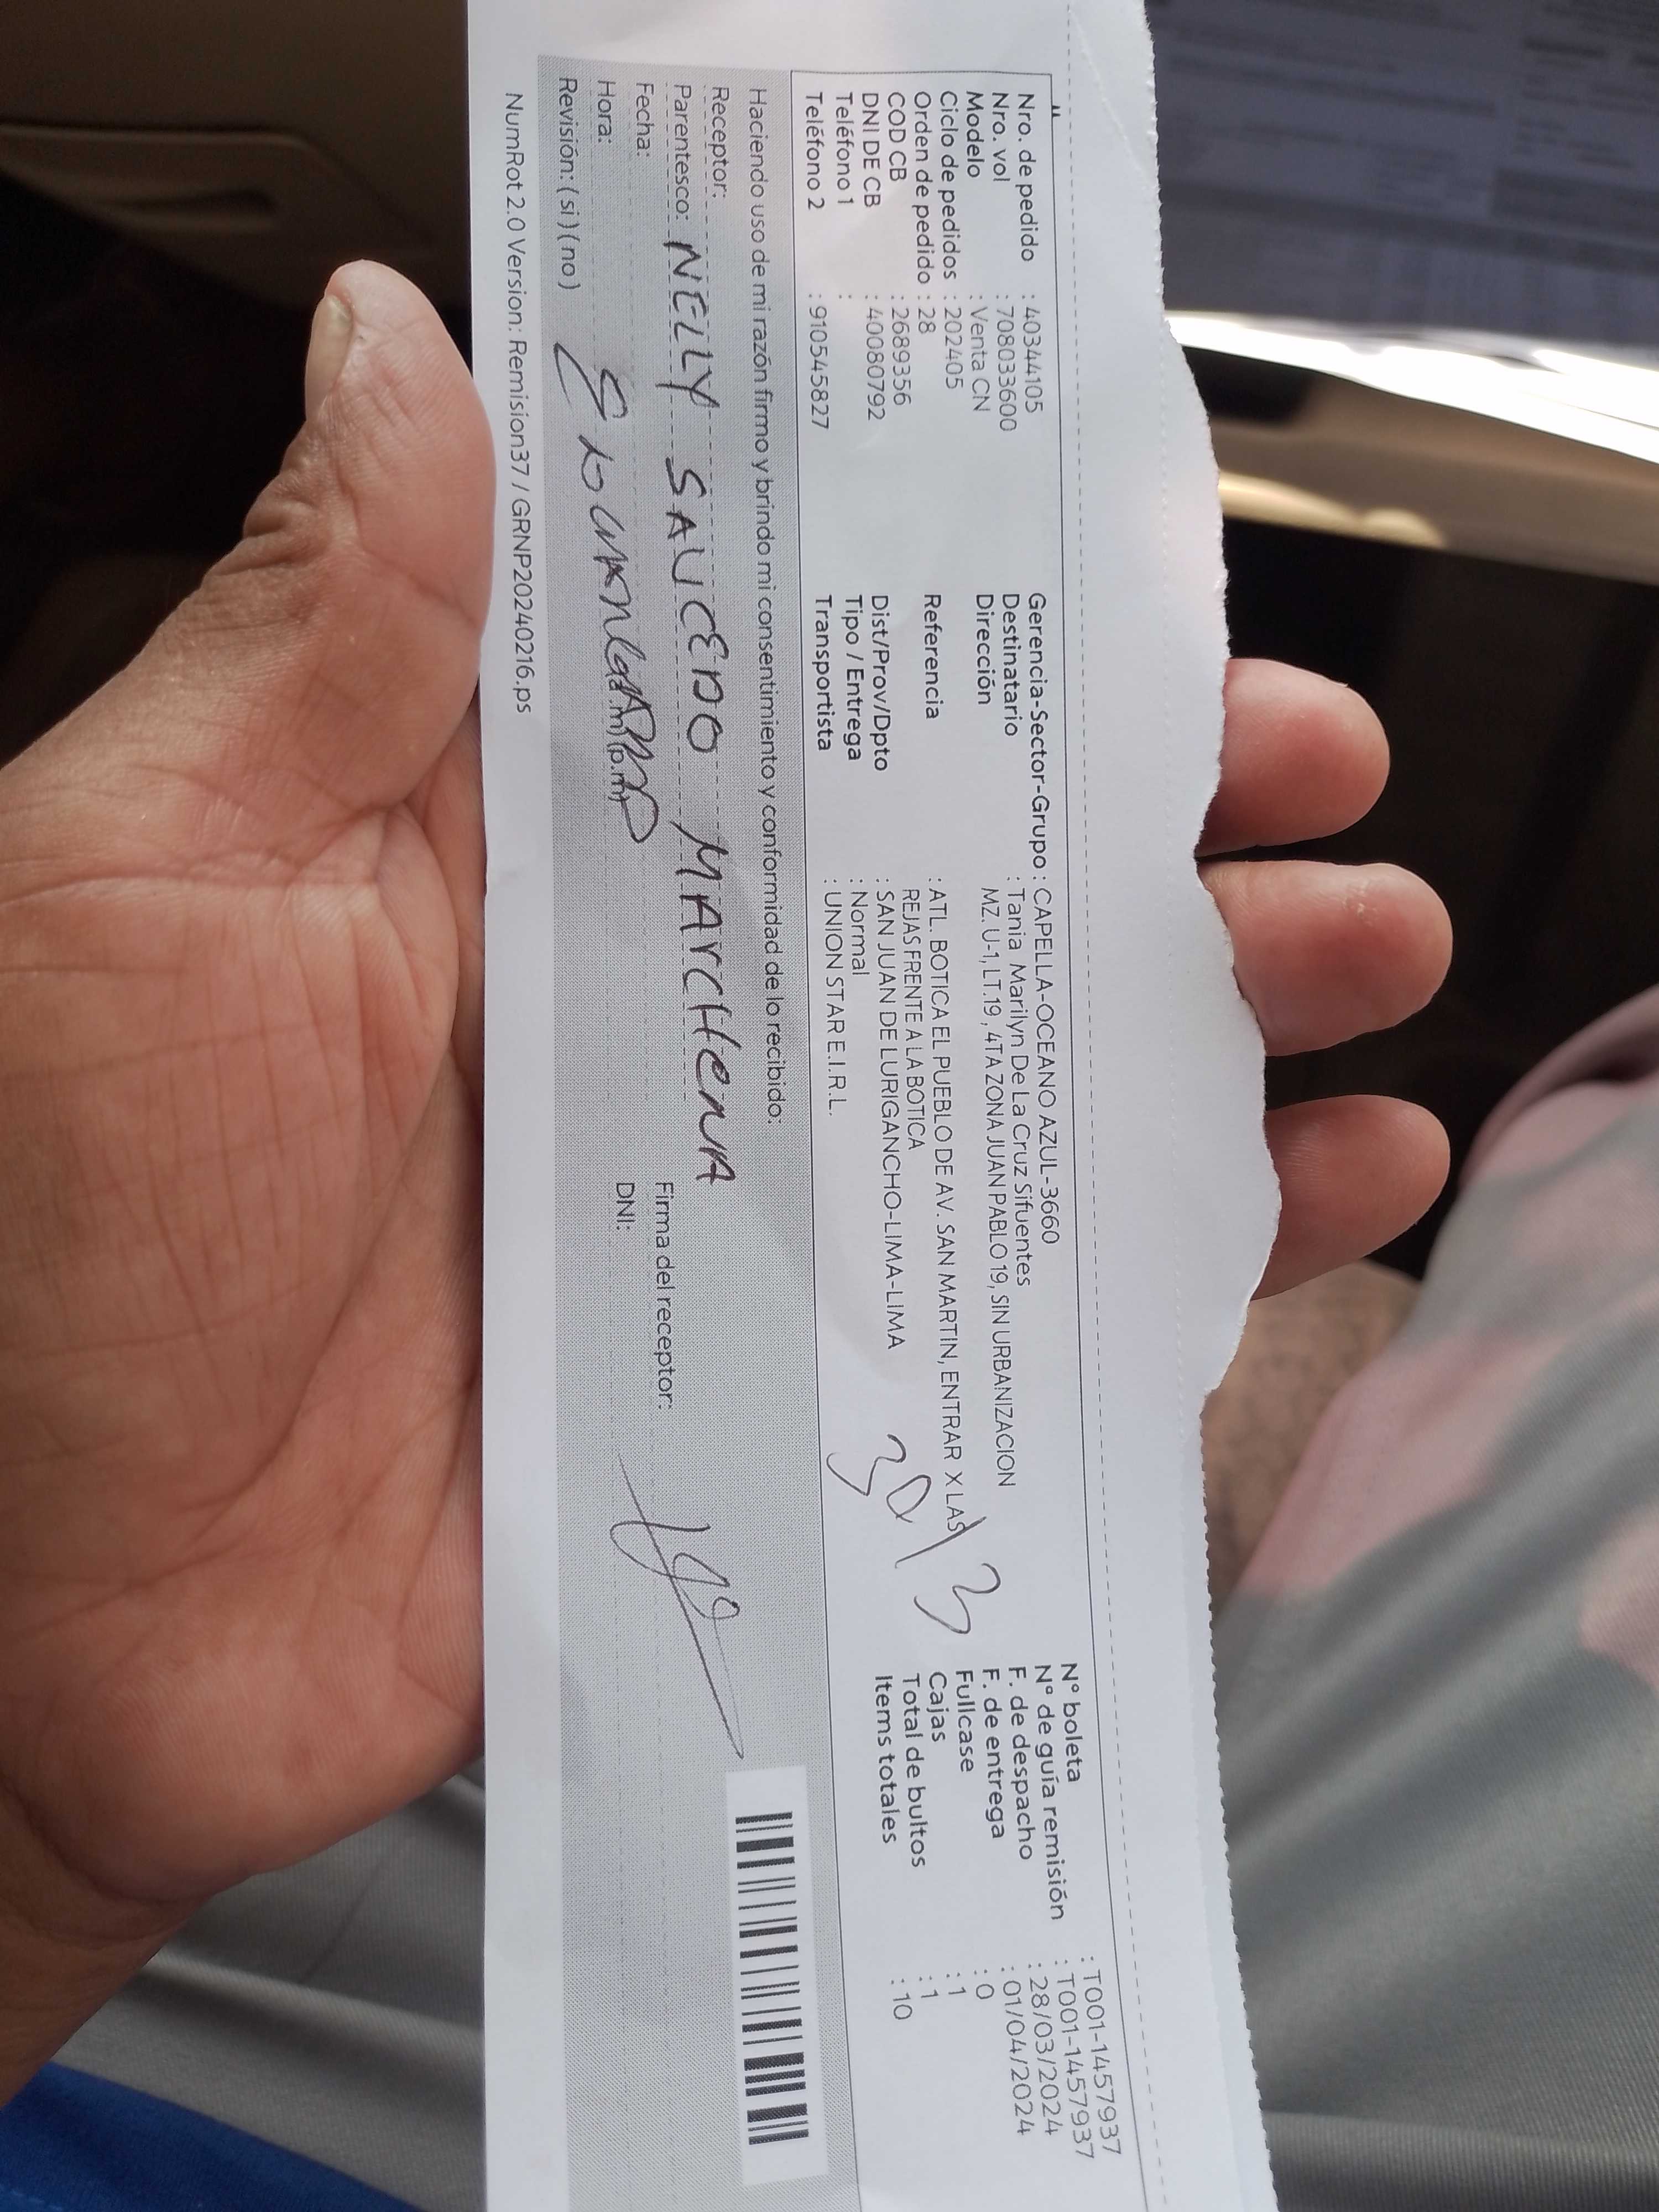 Nro. de pedido : 40344105
Nro. vol : 7080033600
Modelo : Venta CN
Ciclo de pedidos : 202405
Orden de pedido : 28
COD CB : 2689356
DNI DE CB : 40080792
Teléfono 1 :
Teléfono 2 : 910545827
Gerencia-Sector-Grupo : CAPELLA-OCEANO AZUL-3660
Destinatario : Tania Marilyn De La Cruz Sifuentes
Dirección MZ. U-1, LT.19 , 4TA ZONA JUAN PABLO 19, SIN URBANIZACION
Referencia : ATL. BOTICA EL PUEBLO DE AV. SAN MARTIN, ENTRAR X LAS
REJAS FRENTE A LA BOTICA
Dist/Prov/Dpto : SAN JUAN DE LURIGANCHO-LIMA-LIMA
Tipo / Entrega : Normal
Transportista : UNION STAR E.I.R.L.
30/3
N° boleta : T001-1457937
N° de guía remisión : T001-1457937
F. de despacho : 28/03/2024
F. de entrega : 01/04/2024
Fullcase : 0
Cajas : 1
Total de bultos : 1
Items totales : 10
Haciendo uso de mi razón firmo y brindo mi consentimiento y conformidad de lo recibido:
Receptor:
Parentesco: NELLY SAUCEDO MARCHENA
Fecha:
Hora: a.m/p.m
Revisión: ( si ) ( no )
Firma del receptor:
DNI:
NumRot 2.0 Version: Remision37 / GRNP20240216.ps